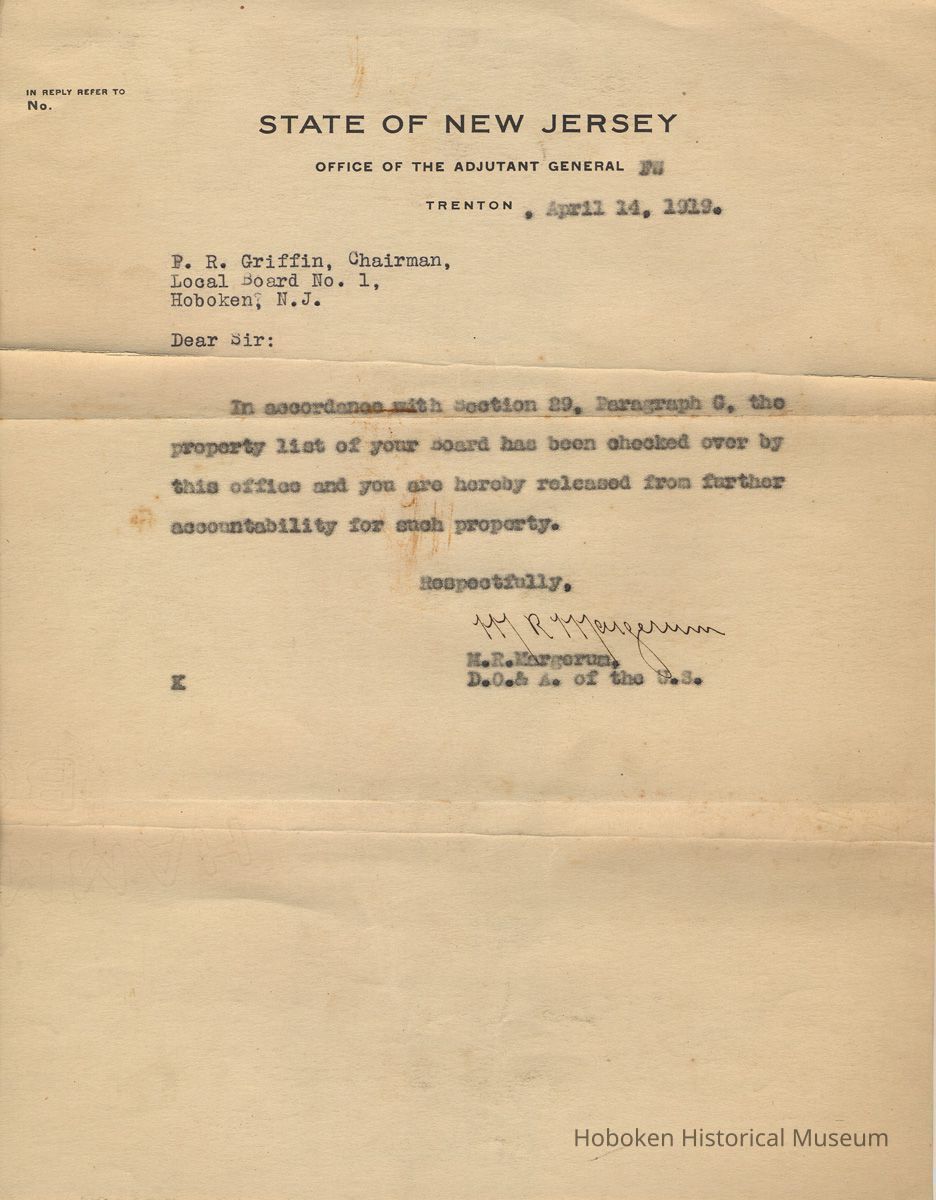 IN REPLY REFER TO
No.
STATE OF NEW JERSEY
OFFICE OF THE ADJUTANT GENERAL
TRENTON , April 14, 1919.
P. R. Griffin, Chairman,
Local Board No. 1,
Hoboken, N.J.
Dear Sir:
In accordance with Section 29, Paragraph G, the
property list of your Board has been checked over by
this office and you are hereby released from further
accountability for such property.
Respectfully,
M R Margerum
M.R.Margerum,
D.O.& A. of the U.S.
K
Hoboken Historical Museum